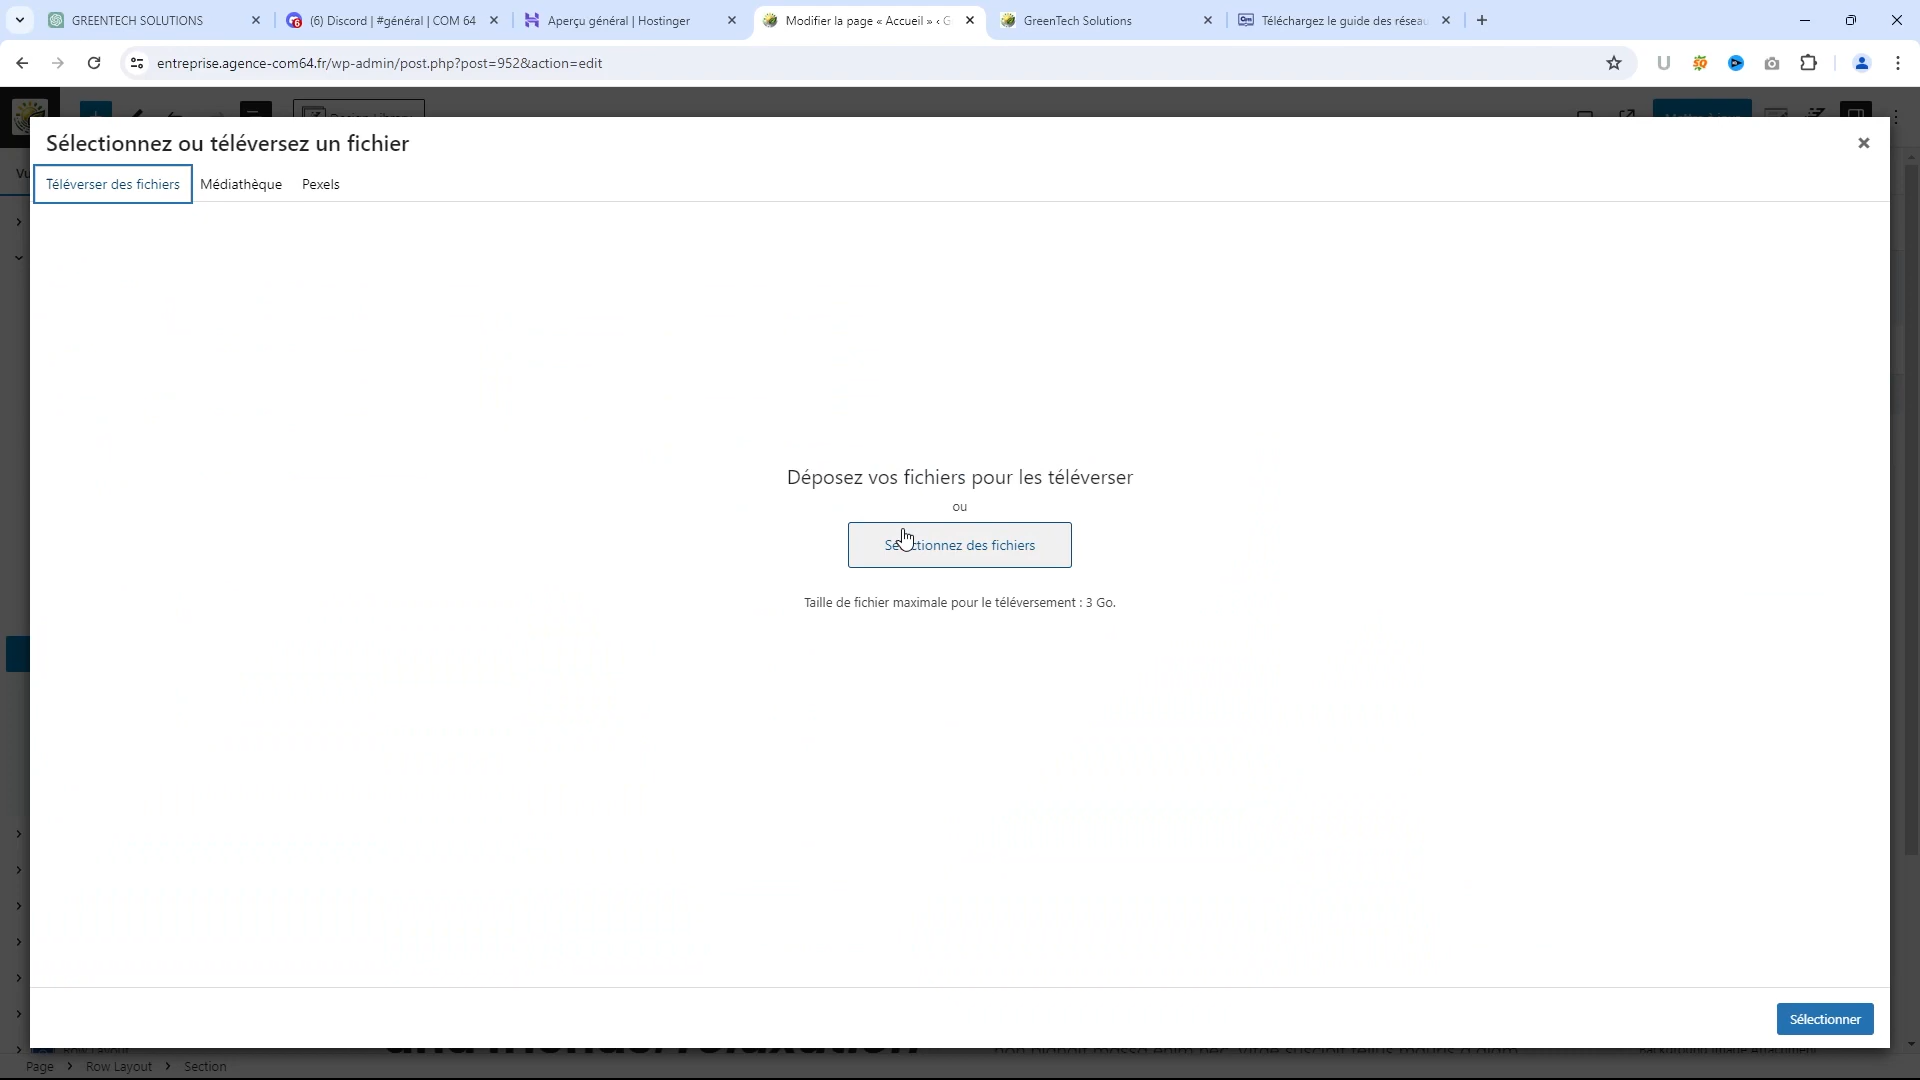 GREENTECH SOLUTIONS
(6) Discord | #général | COM 64
Aperçu général | Hostinger
Modifier la page « Accueil » ‹ G
GreenTech Solutions
Téléchargez le guide des réseau
entreprise.agence-com64.fr/wp-admin/post.php?post=952&action=edit
Sélectionnez ou téléversez un fichier
Téléverser des fichiers
Médiathèque
Pexels
Déposez vos fichiers pour les téléverser
ou
Sélectionnez des fichiers
Taille de fichier maximale pour le téléversement : 3 Go.
Sélectionner
Page
Row Layout
Section